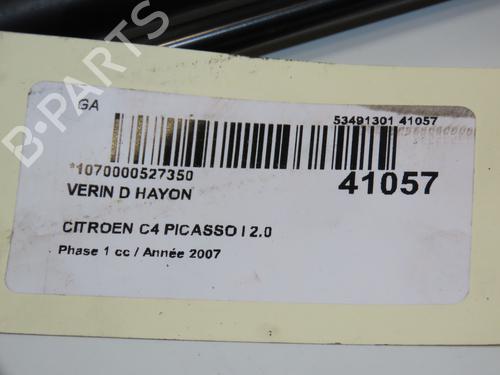 GA
53491301 41057
*1070000527350
41057
VERIN D HAYON
CITROEN C4 PICASSO I 2.0
Phase 1 cc / Année 2007
B-PARTS